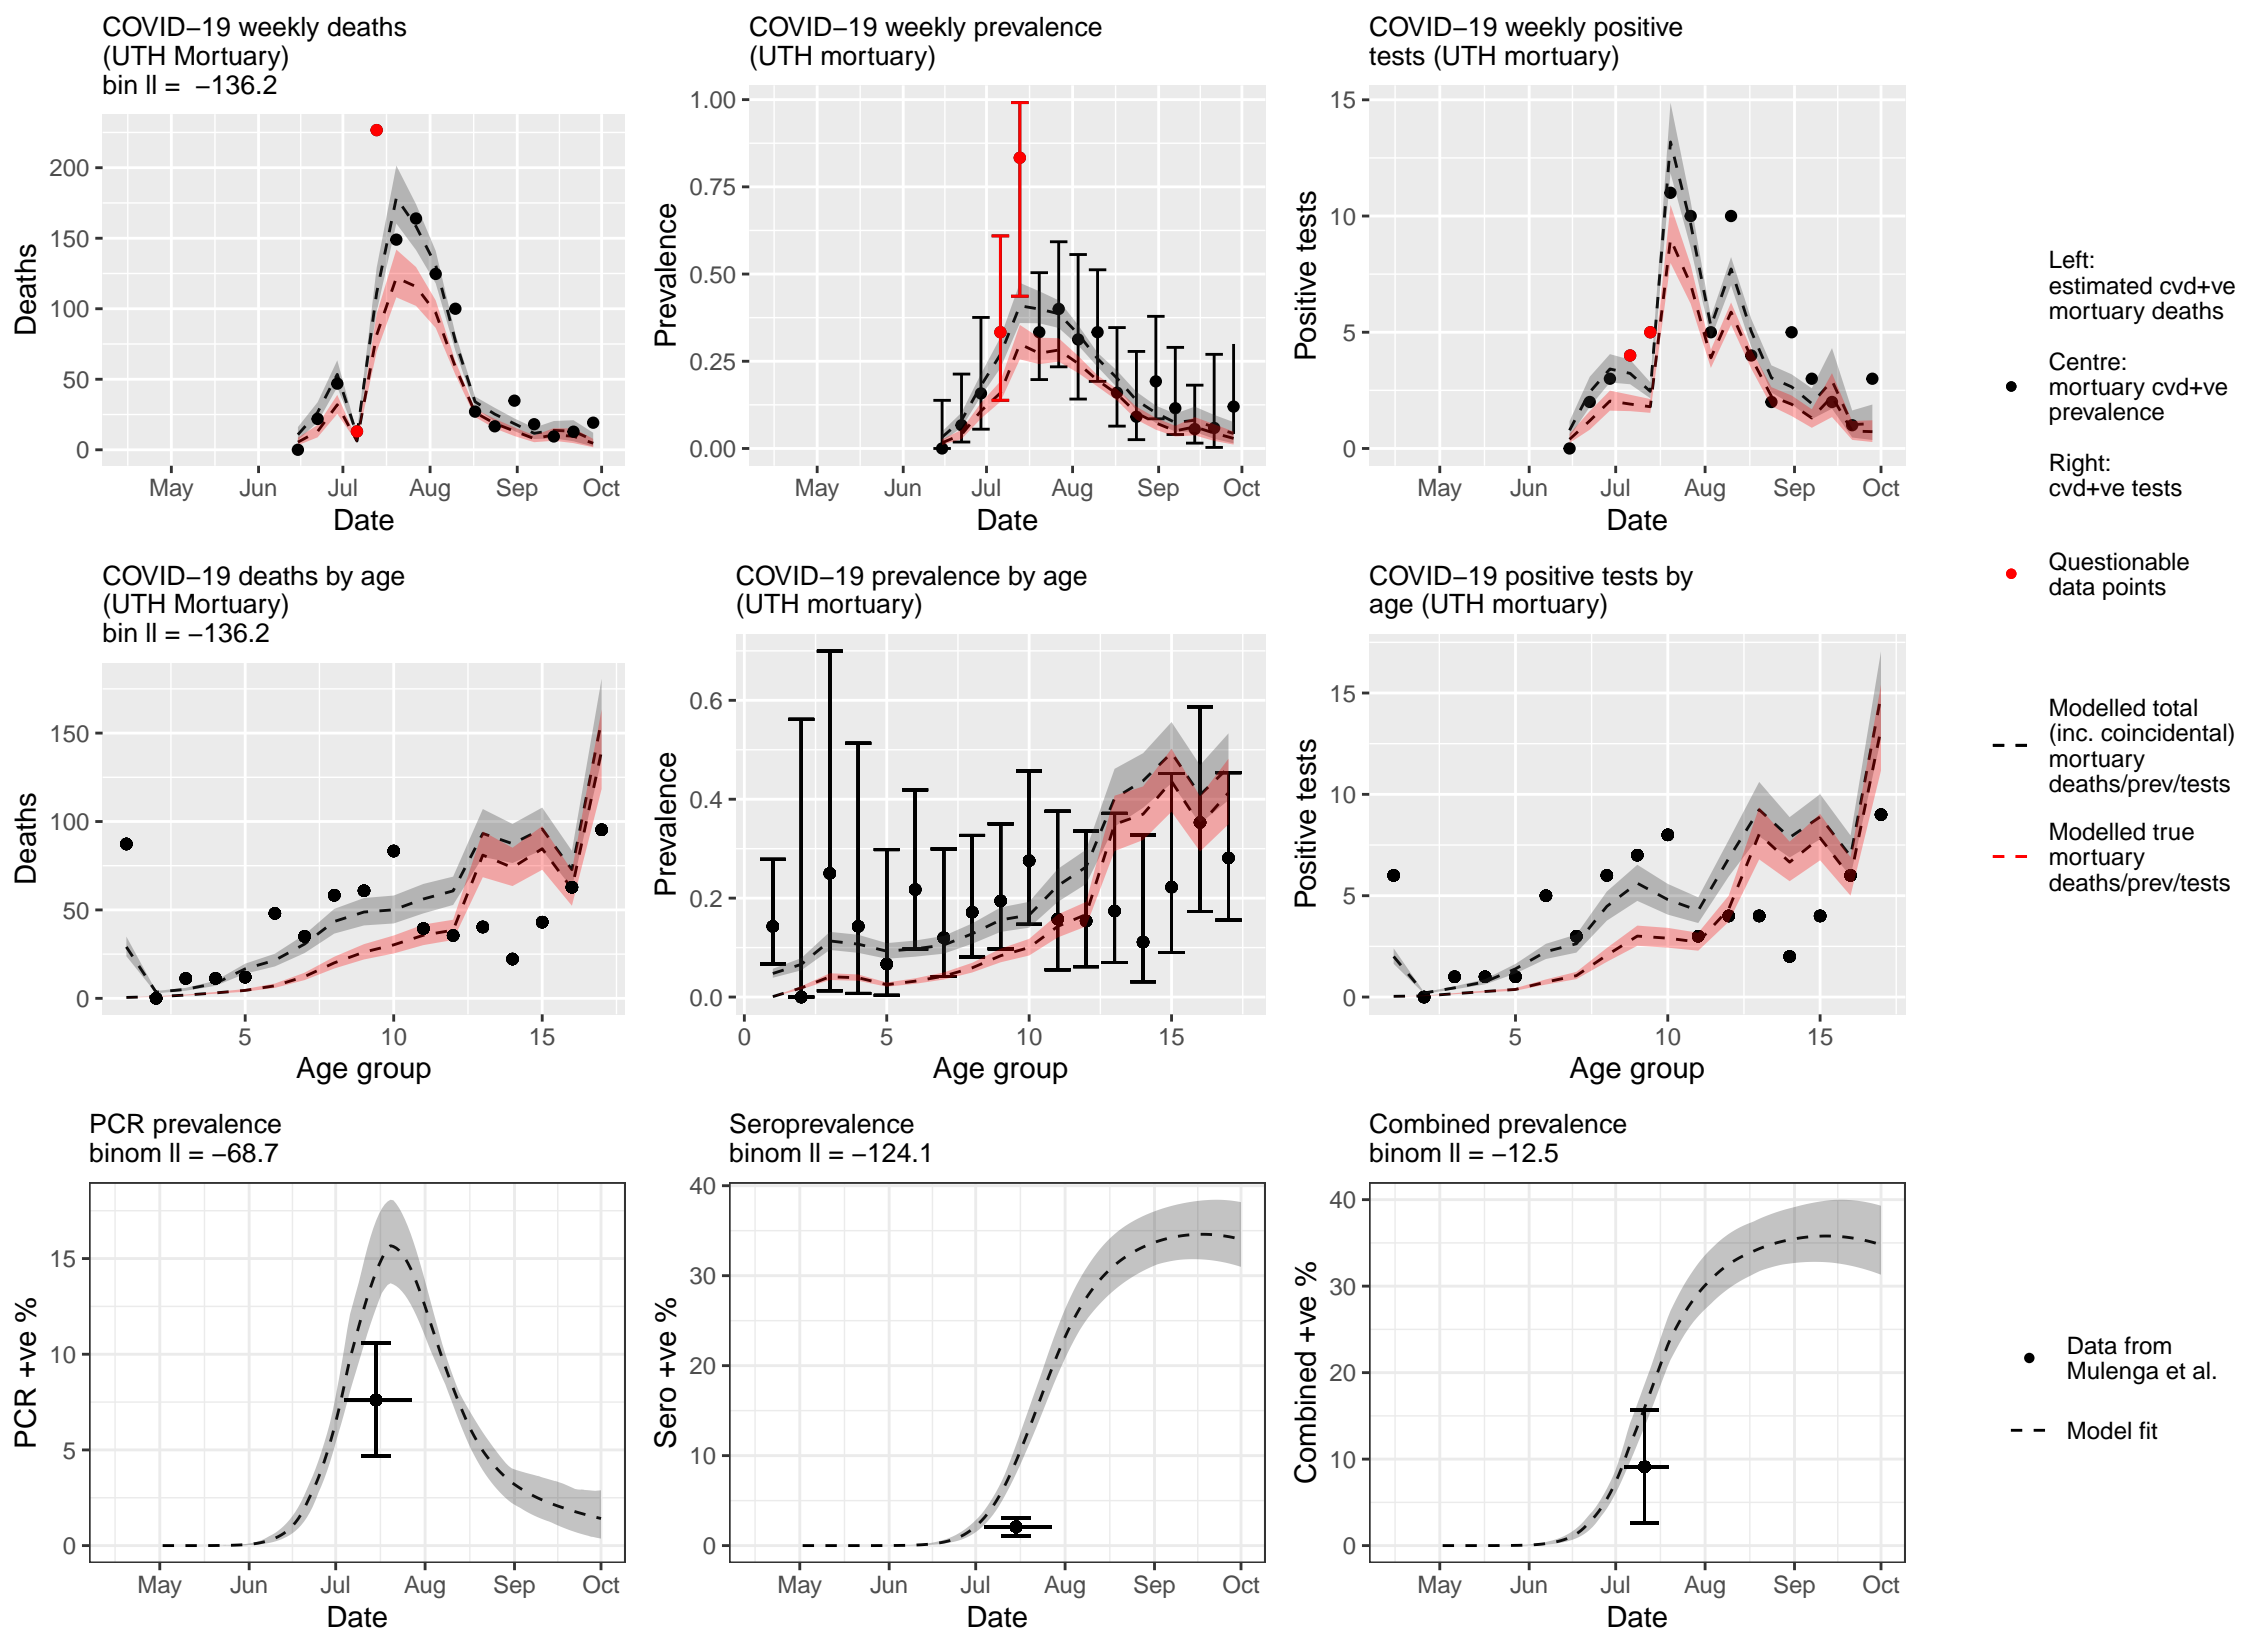 COVID−19 weekly deaths
(UTH Mortuary)
bin ll =  −136.2
Deaths
200
150
100
50
0
May Jun Jul Aug Sep Oct
Date
COVID−19 weekly prevalence
(UTH mortuary)
Prevalence
1.00
0.75
0.50
0.25
0.00
May Jun Jul Aug Sep Oct
Date
COVID−19 weekly positive
tests (UTH mortuary)
Positive tests
15
10
5
0
May Jun Jul Aug Sep Oct
Date
Left:
estimated cvd+ve
mortuary deaths
Centre:
mortuary cvd+ve
prevalence
Right:
cvd+ve tests
Questionable
data points
Modelled total
(inc. coincidental)
mortuary
deaths/prev/tests
Modelled true
mortuary
deaths/prev/tests
COVID−19 deaths by age
(UTH Mortuary)
bin ll = −136.2
Deaths
150
100
50
0
5 10 15
Age group
COVID−19 prevalence by age
(UTH mortuary)
Prevalence
0.6
0.4
0.2
0.0
0 5 10 15
Age group
COVID−19 positive tests by
age (UTH mortuary)
Positive tests
15
10
5
0
5 10 15
Age group
PCR prevalence
binom ll = −68.7
PCR +ve %
15
10
5
0
May Jun Jul Aug Sep Oct
Date
Seroprevalence
binom ll = −124.1
Sero +ve %
40
30
20
10
0
May Jun Jul Aug Sep Oct
Date
Combined prevalence
binom ll = −12.5
Combined +ve %
40
30
20
10
0
May Jun Jul Aug Sep Oct
Date
Data from
Mulenga et al.
Model fit